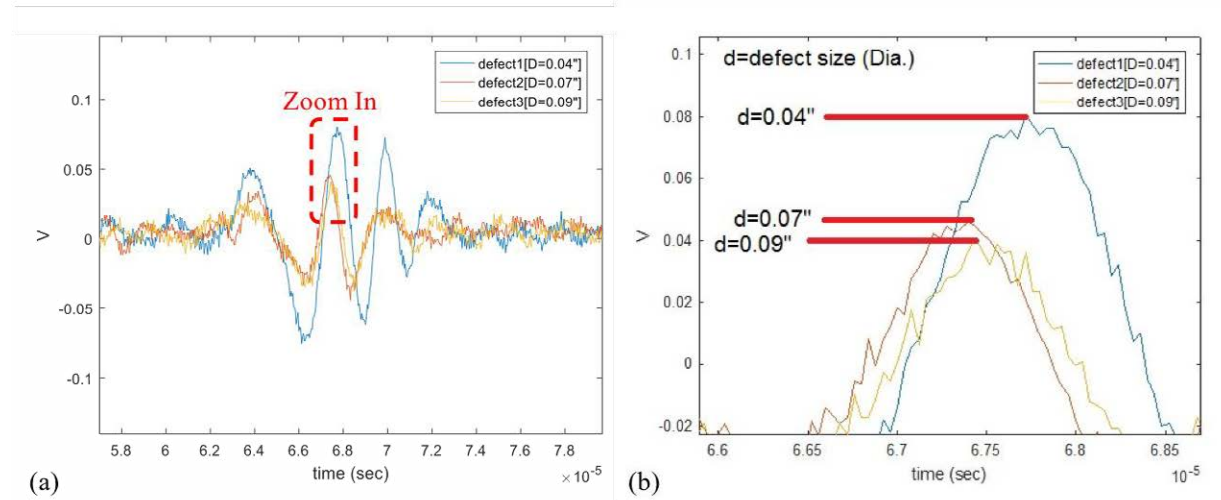 defect1[D=0.04"]
defect2[D=0.07"]
defect3[D=0.09"]
Zoom In
0.1
0.05
0
-0.05
-0.1
V
5.8 6 6.2 6.4 6.6 6.8 7 7.2 7.4 7.6 7.8
time (sec)
× 10-5
(a)
d=defect size (Dia.)
defect1[D=0.04"]
defect2[D=0.07"]
defect3[D=0.09"]
d=0.04"
d=0.07"
d=0.09"
0.1
0.08
0.06
0.04
0.02
0
-0.02
V
6.6 6.65 6.7 6.75 6.8 6.85
time (sec)
10-5
(b)